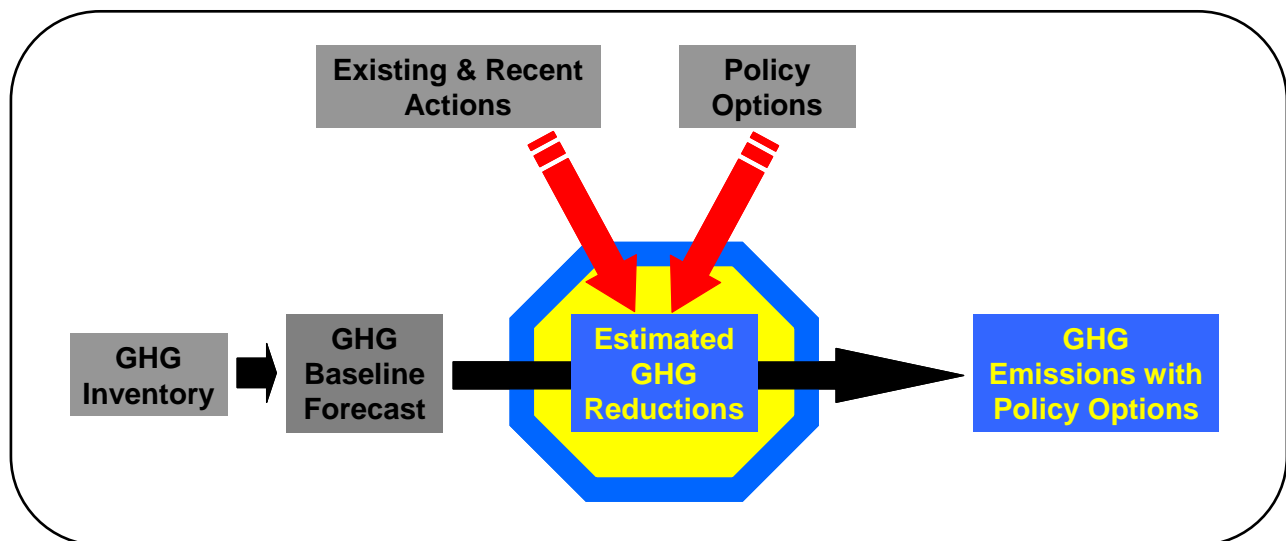 Existing & Recent
Actions
Policy
Options
GHG
Inventory
GHG
Baseline
Forecast
Estimated
GHG
Reductions
GHG
Emissions with
Policy Options